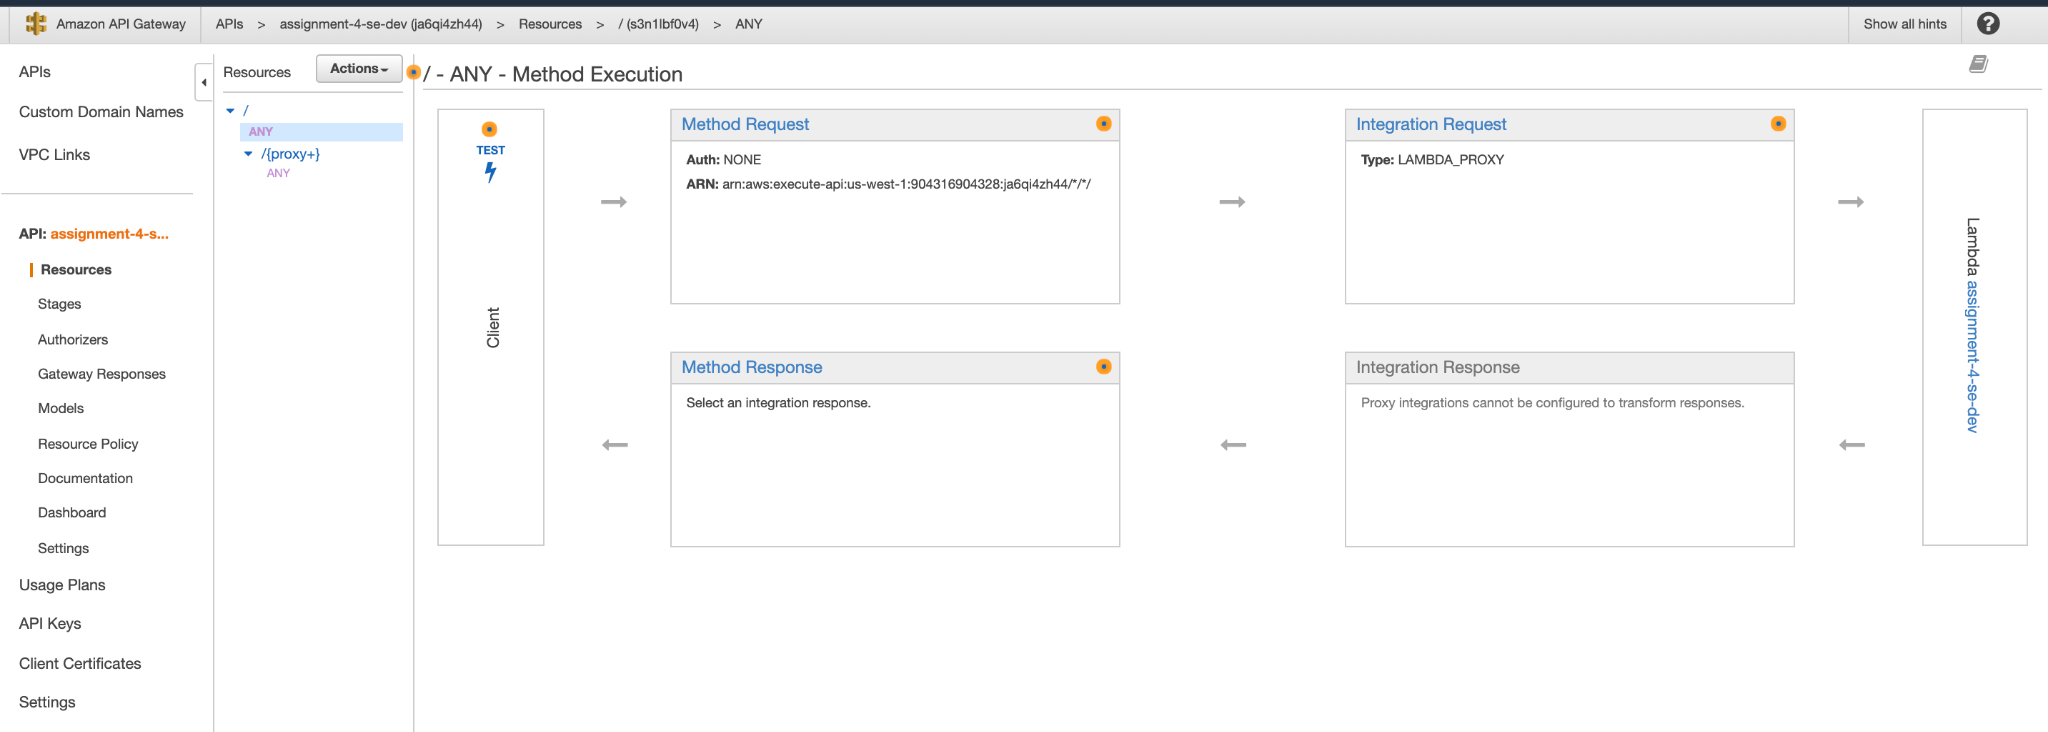 Amazon API Gateway
APIs > assignment-4-se-dev (ja6qi4zh44) > Resources > / (s3n1lbf0v4) > ANY
Show all hints
?
APIs
Custom Domain Names
VPC Links
API: assignment-4-s...
Resources
Stages
Authorizers
Gateway Responses
Models
Resource Policy
Documentation
Dashboard
Settings
Usage Plans
API Keys
Client Certificates
Settings
Resources
Actions
/
ANY
/{proxy+}
ANY
/ - ANY - Method Execution
TEST
Client
Method Request
Auth: NONE
ARN: arn:aws:execute-api:us-west-1:904316904328:ja6qi4zh44/*/*/
Integration Request
Type: LAMBDA_PROXY
Method Response
Select an integration response.
Integration Response
Proxy integrations cannot be configured to transform responses.
Lambda assignment-4-se-dev